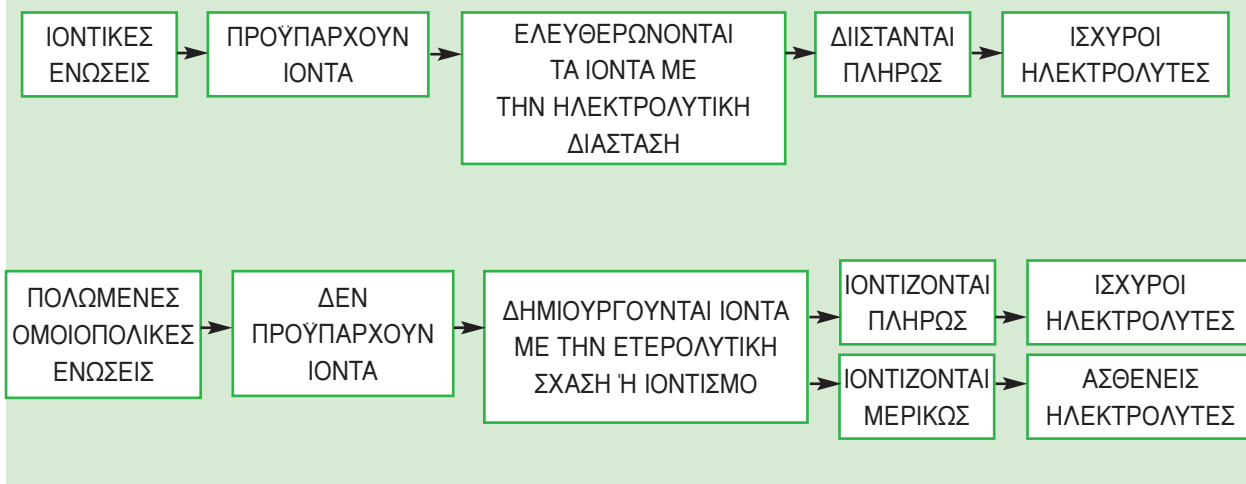 ΙΟΝΤΙΚΕΣ
ΕΝΩΣΕΙΣ
ΠΡΟΫΠΑΡΧΟΥΝ
ΙΟΝΤΑ
ΕΛΕΥΘΕΡΩΝΟΝΤΑΙ
ΤΑ ΙΟΝΤΑ ΜΕ
ΤΗΝ ΗΛΕΚΤΡΟΛΥΤΙΚΗ
ΔΙΑΣΤΑΣΗ
ΔΙΙΣΤΑΝΤΑΙ
ΠΛΗΡΩΣ
ΙΣΧΥΡΟΙ
ΗΛΕΚΤΡΟΛΥΤΕΣ
ΠΟΛΩΜΕΝΕΣ
ΟΜΟΙΟΠΟΛΙΚΕΣ
ΕΝΩΣΕΙΣ
ΔΕΝ
ΠΡΟΫΠΑΡΧΟΥΝ
ΙΟΝΤΑ
ΔΗΜΙΟΥΡΓΟΥΝΤΑΙ ΙΟΝΤΑ
ΜΕ ΤΗΝ ΕΤΕΡΟΛΥΤΙΚΗ
ΣΧΑΣΗ Ή ΙΟΝΤΙΣΜΟ
ΙΟΝΤΙΖΟΝΤΑΙ
ΠΛΗΡΩΣ
ΙΣΧΥΡΟΙ
ΗΛΕΚΤΡΟΛΥΤΕΣ
ΙΟΝΤΙΖΟΝΤΑΙ
ΜΕΡΙΚΩΣ
ΑΣΘΕΝΕΙΣ
ΗΛΕΚΤΡΟΛΥΤΕΣ